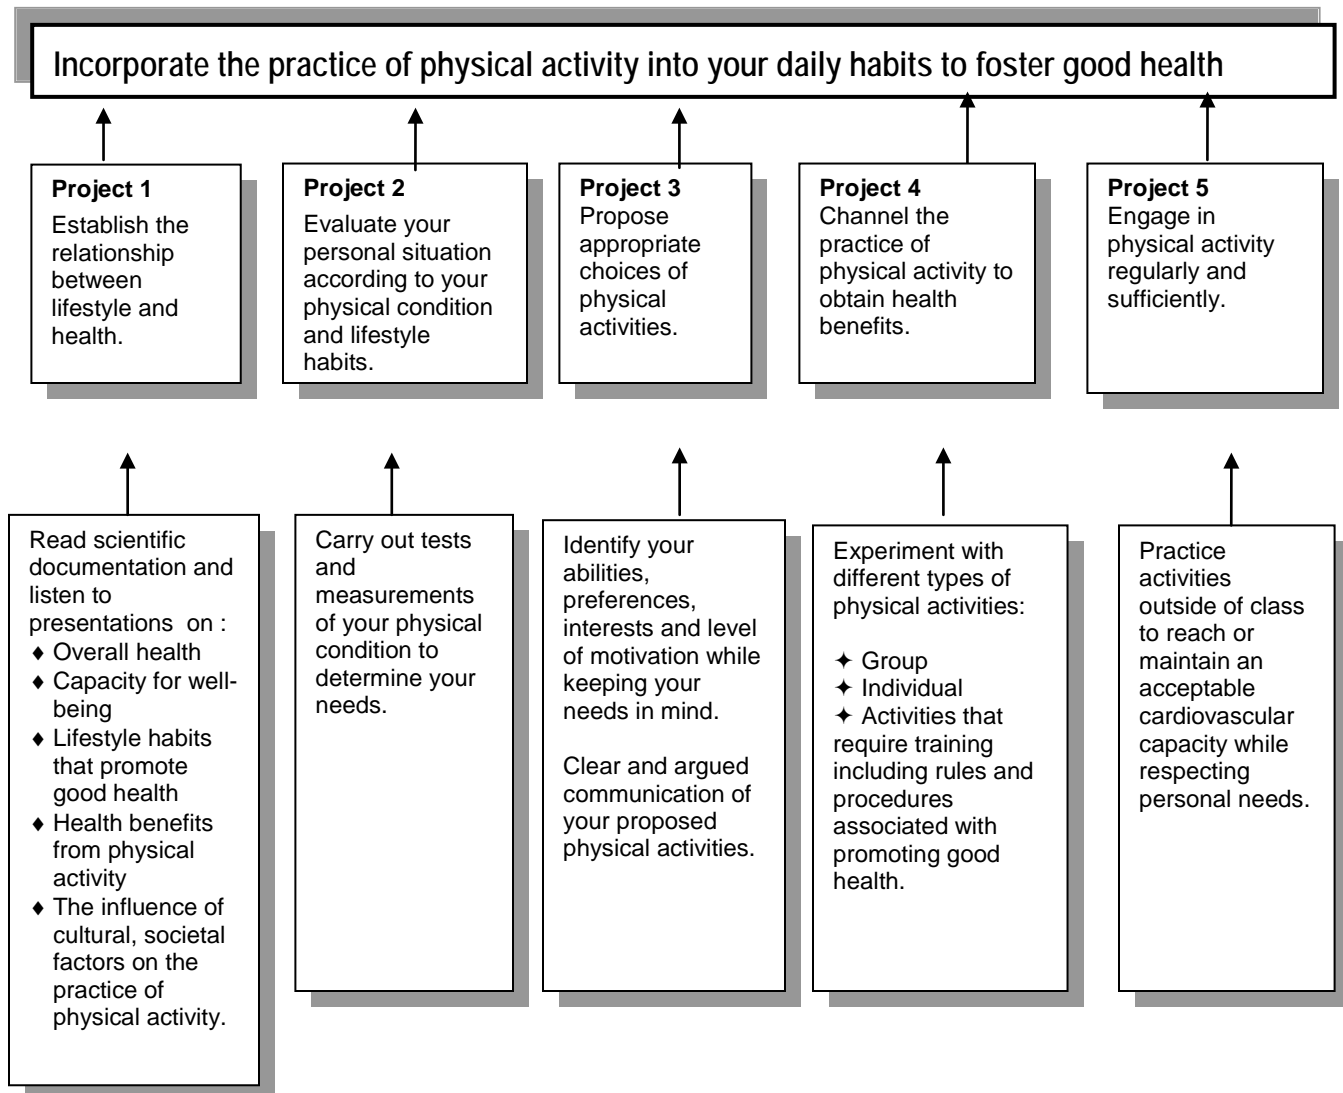 Incorporate the practice of physical activity into your daily habits to foster good health
Project 1
Establish the
relationship
between
lifestyle and
health.
Project 2
Evaluate your
personal situation
according to your
physical condition
and lifestyle
habits.
Project 3
Propose
appropriate
choices of
physical
activities.
Project 4
Channel the
practice of
physical activity to
obtain health
benefits.
Project 5
Engage in
physical activity
regularly and
sufficiently.
Read scientific
documentation and
listen to
presentations on :
♦ Overall health
♦ Capacity for well-
being
♦ Lifestyle habits
that promote
good health
♦ Health benefits
from physical
activity
♦ The influence of
cultural, societal
factors on the
practice of
physical activity.
Carry out tests
and
measurements
of your physical
condition to
determine your
needs.
Identify your
abilities,
preferences,
interests and level
of motivation while
keeping your
needs in mind.
Clear and argued
communication of
your proposed
physical activities.
Experiment with
different types of
physical activities:
✦ Group
✦ Individual
✦ Activities that
require training
including rules and
procedures
associated with
promoting good
health.
Practice
activities
outside of class
to reach or
maintain an
acceptable
cardiovascular
capacity while
respecting
personal needs.